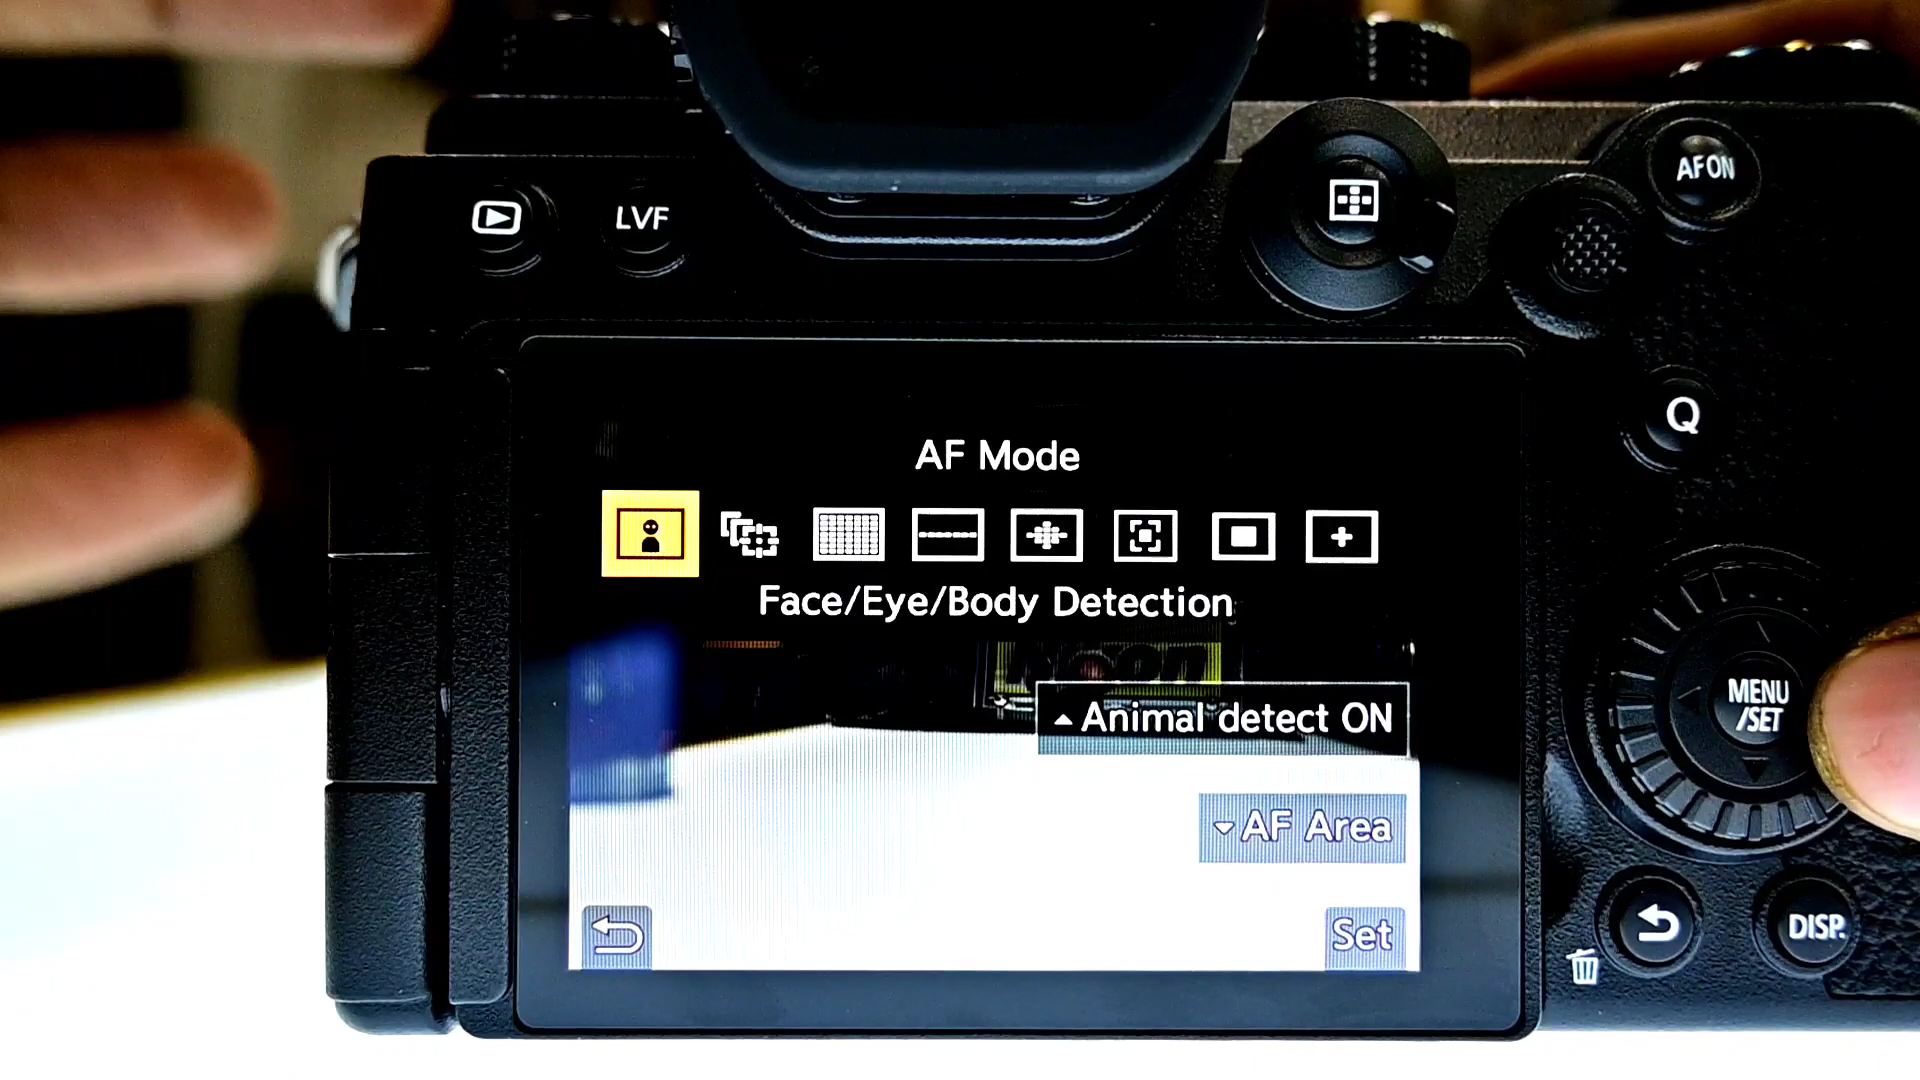 AF ON
LVF
Q
AF Mode
Face/Eye/Body Detection
Animal detect ON
MENU
/SET
AF Area
Set
DISP.